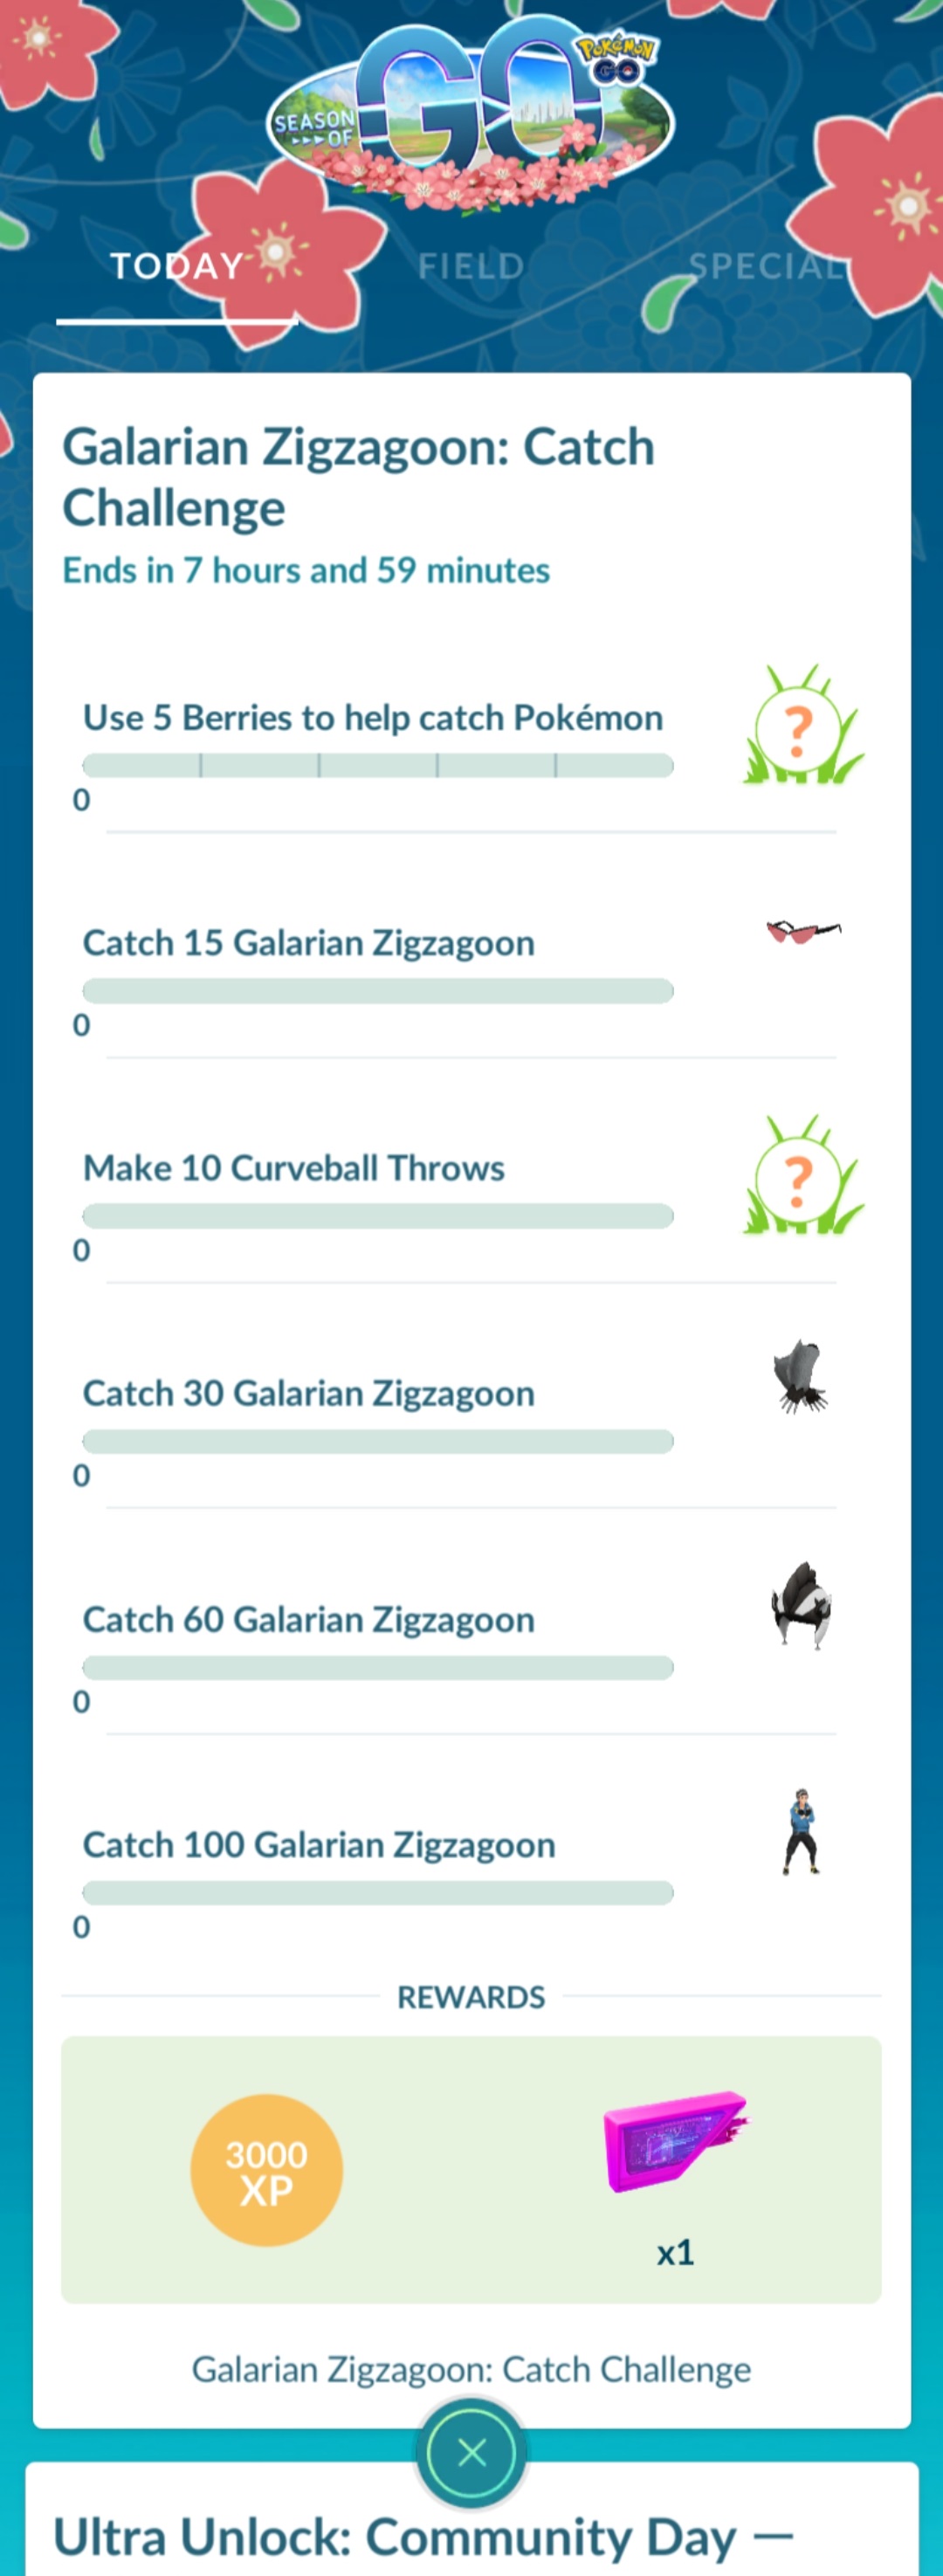 SEASON
OF
GO
POKÉMON
GO
TODAY
FIELD
SPECIAL
Galarian Zigzagoon: Catch
Challenge
Ends in 7 hours and 59 minutes
Use 5 Berries to help catch Pokémon
?
0
Catch 15 Galarian Zigzagoon
0
Make 10 Curveball Throws
?
0
Catch 30 Galarian Zigzagoon
0
Catch 60 Galarian Zigzagoon
0
Catch 100 Galarian Zigzagoon
0
REWARDS
3000
XP
x1
Galarian Zigzagoon: Catch Challenge
Ultra Unlock: Community Day —